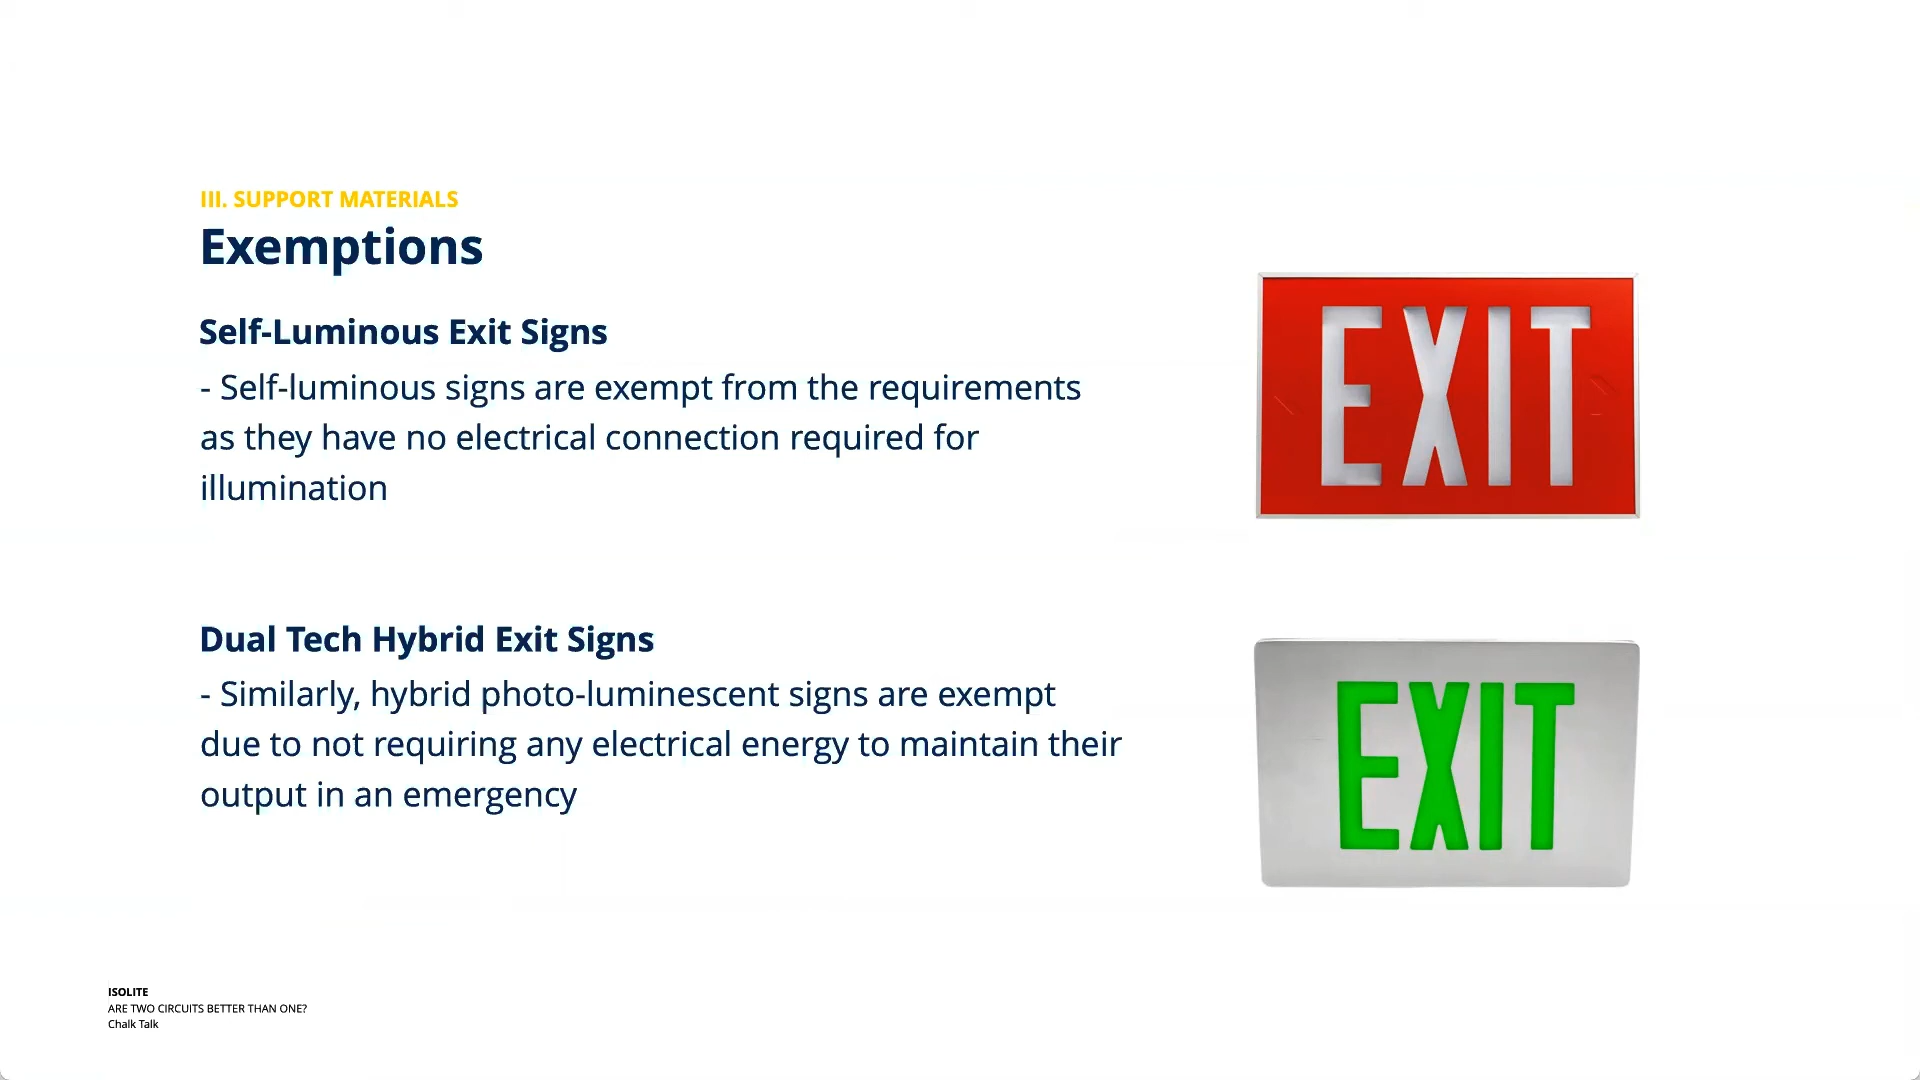 III. SUPPORT MATERIALS
Exemptions
Self-Luminous Exit Signs
- Self-luminous signs are exempt from the requirements
as they have no electrical connection required for
illumination
EXIT
Dual Tech Hybrid Exit Signs
- Similarly, hybrid photo-luminescent signs are exempt
due to not requiring any electrical energy to maintain their
output in an emergency
EXIT
ISOLITE
ARE TWO CIRCUITS BETTER THAN ONE?
Chalk Talk